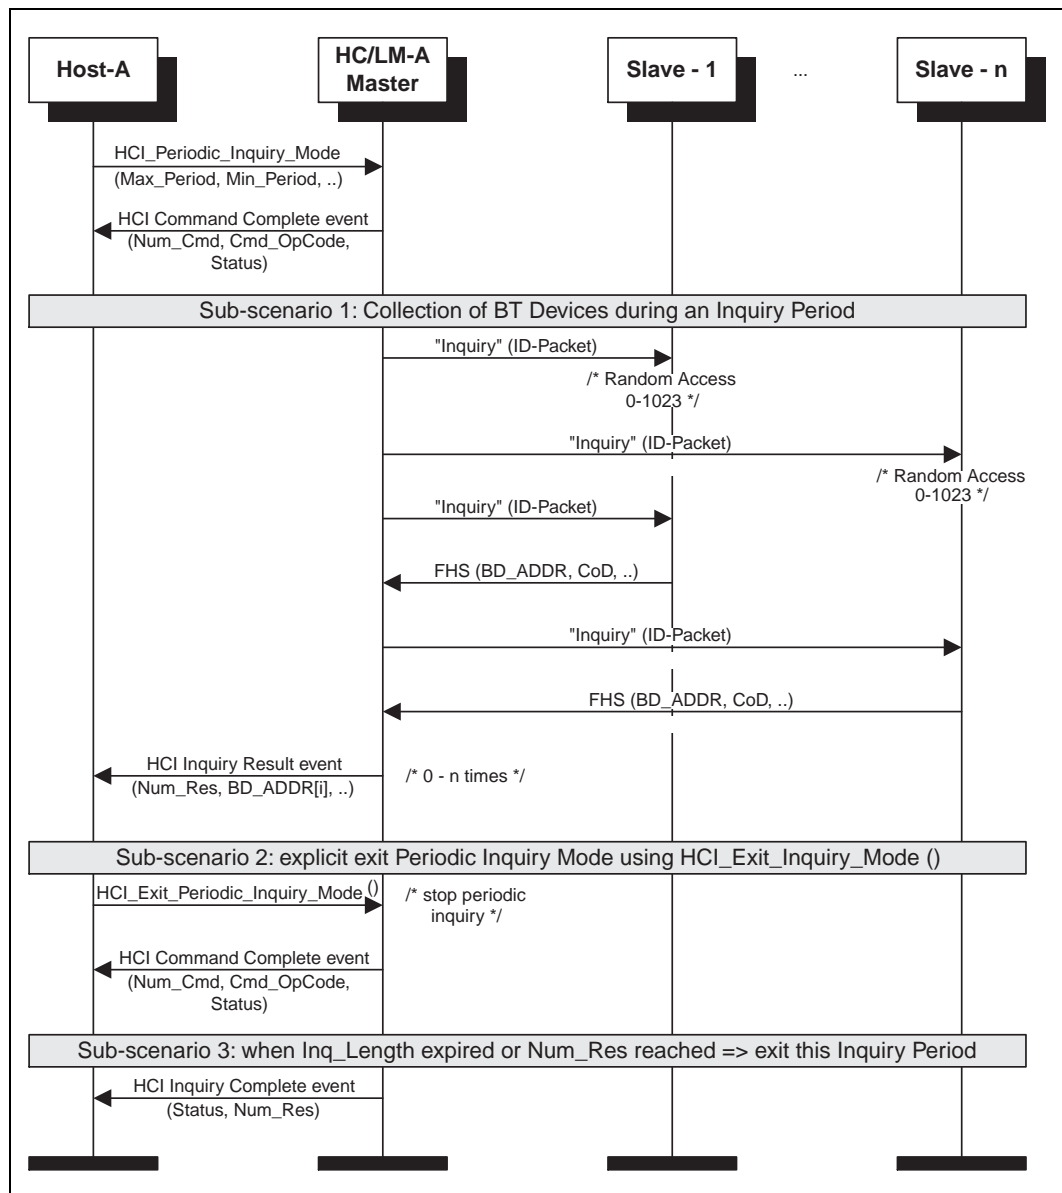 Host-A
HC/LM-A
Master
Slave - 1
...
Slave - n
HCI_Periodic_Inquiry_Mode
(Max_Period, Min_Period, ..)
HCI Command Complete event
(Num_Cmd, Cmd_OpCode,
Status)
Sub-scenario 1: Collection of BT Devices during an Inquiry Period
"Inquiry" (ID-Packet)
/* Random Access
0-1023 */
"Inquiry" (ID-Packet)
/* Random Access
0-1023 */
"Inquiry" (ID-Packet)
FHS (BD_ADDR, CoD, ..)
"Inquiry" (ID-Packet)
FHS (BD_ADDR, CoD, ..)
HCI Inquiry Result event
(Num_Res, BD_ADDR[i], ..)
/* 0 - n times */
Sub-scenario 2: explicit exit Periodic Inquiry Mode using HCI_Exit_Inquiry_Mode ()
HCI_Exit_Periodic_Inquiry_Mode ()
/* stop periodic
inquiry */
HCI Command Complete event
(Num_Cmd, Cmd_OpCode,
Status)
Sub-scenario 3: when Inq_Length expired or Num_Res reached => exit this Inquiry Period
HCI Inquiry Complete event
(Status, Num_Res)